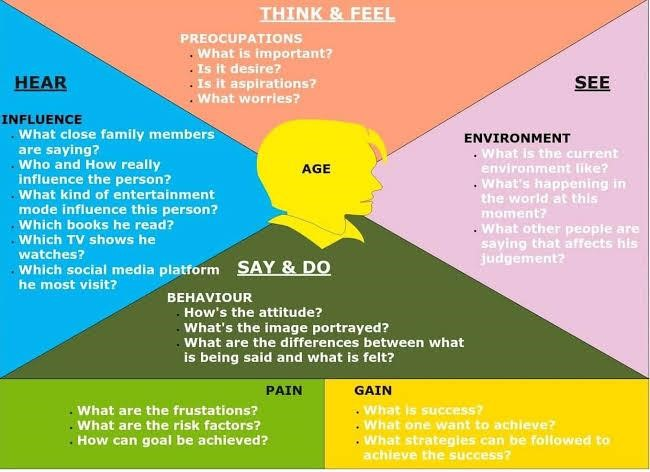 THINK & FEEL
PREOCUPATIONS
. What is important?
. Is it desire?
. Is it aspirations?
. What worries?
HEAR
INFLUENCE
. What close family members
are saying?
. Who and How really
influence the person?
. What kind of entertainment
mode influence this person?
. Which books he read?
. Which TV shows he
watches?
. Which social media platform
he most visit?
AGE
SEE
ENVIRONMENT
. What is the current
environment like?
. What's happening in
the world at this
moment?
. What other people are
saying that affects his
judgement?
SAY & DO
BEHAVIOUR
. How's the attitude?
. What's the image portrayed?
. What are the differences between what
is being said and what is felt?
PAIN
. What are the frustations?
. What are the risk factors?
. How can goal be achieved?
GAIN
. What is success?
. What one want to achieve?
. What strategies can be followed to
achieve the success?